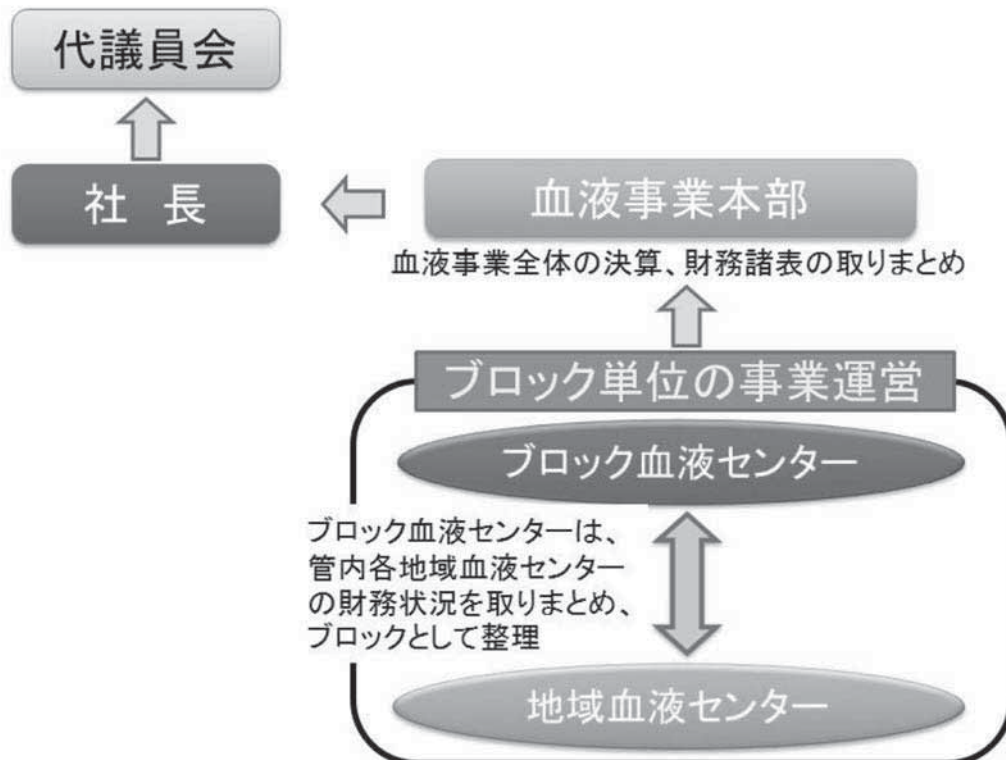 代議員会
社 長
血液事業本部
血液事業全体の決算、財務諸表の取りまとめ
ブロック単位の事業運営
ブロック血液センター
ブロック血液センターは、
管内各地域血液センター
の財務状況を取りまとめ、
ブロックとして整理
地域血液センター